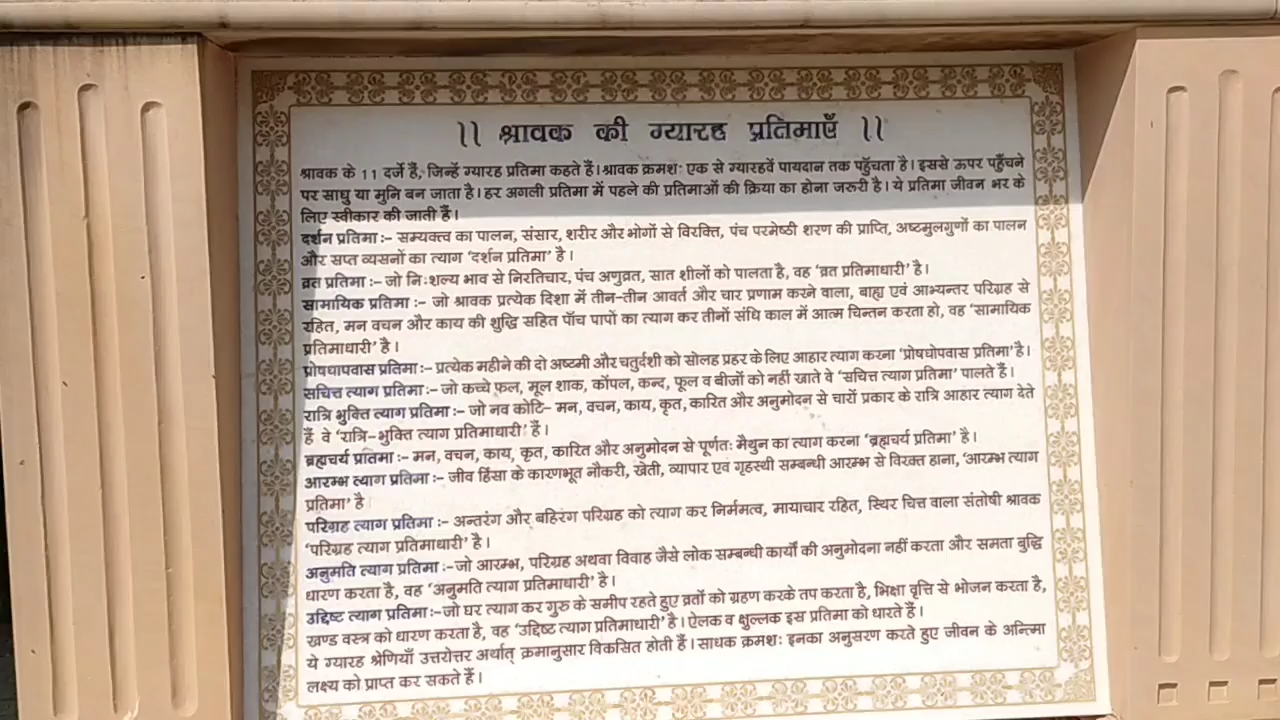 || श्रावक की ग्यारह प्रतिमाएँ ||
श्रावक के 11 दर्जे हैं, जिन्हें ग्यारह प्रतिमा कहते हैं। श्रावक क्रमशः एक से ग्यारहवें पायदान तक पहुँचता है। इससे ऊपर पहुँचने
पर साधु या मुनि बन जाता है। हर अगली प्रतिमा में पहले की प्रतिमाओं की क्रिया का होना जरूरी है। ये प्रतिमा जीवन भर के
लिए स्वीकार की जाती हैं।
दर्शन प्रतिमा :– सम्यक्त्व का पालन, संसार, शरीर और भोगों से विरक्ति, पंच परमेष्ठी शरण की प्राप्ति, अष्टमुलगुणों का पालन
और सप्त व्यसनों का त्याग 'दर्शन प्रतिमा' है।
व्रत प्रतिमा :– जो निःशल्य भाव से निरतिचार, पंच अणुव्रत, सात शीलों को पालता है, वह 'व्रत प्रतिमाधारी' है।
सामायिक प्रतिमा :– जो श्रावक प्रत्येक दिशा में तीन–तीन आवर्त और चार प्रणाम करने वाला, बाह्य एवं आभ्यन्तर परिग्रह से
रहित, मन वचन और काय की शुद्धि सहित पाँच पापों का त्याग कर तीनों संधि काल में आत्म चिन्तन करता हो, वह 'सामायिक
प्रतिमाधारी' है।
प्रोषधापवास प्रतिमा :– प्रत्येक महीने की दो अष्टमी और चतुर्दशी को सोलह प्रहर के लिए आहार त्याग करना 'प्रोषधोपवास प्रतिमा' है।
सचित्त त्याग प्रतिमा :– जो कच्चे फल, मूल शाक, कोंपल, कन्द, फूल व बीजों को नहीं खाते वे 'सचित्त त्याग प्रतिमा' पालते हैं।
रात्रि भुक्ति त्याग प्रतिमा :– जो नव कोटि– मन, वचन, काय, कृत, कारित और अनुमोदन से चारों प्रकार के रात्रि आहार त्याग देते
हैं वे 'रात्रि–भुक्ति त्याग प्रतिमाधारी' हैं।
ब्रह्मचर्य प्रतिमा :– मन, वचन, काय, कृत, कारित और अनुमोदन से पूर्णतः मैथुन का त्याग करना 'ब्रह्मचर्य प्रतिमा' है।
आरम्भ त्याग प्रतिमा :– जीव हिंसा के कारणभूत नौकरी, खेती, व्यापार एवं गृहस्थी सम्बन्धी आरम्भ से विरक्त होना, 'आरम्भ त्याग
प्रतिमा' है
परिग्रह त्याग प्रतिमा :– अन्तरंग और बहिरंग परिग्रह को त्याग कर निर्ममत्व, मायाचार रहित, स्थिर चित्त वाला संतोषी श्रावक
'परिग्रह त्याग प्रतिमाधारी' है।
अनुमति त्याग प्रतिमा :– जो आरम्भ, परिग्रह अथवा विवाह जैसे लोक सम्बन्धी कार्यों की अनुमोदना नहीं करता और समता बुद्धि
धारण करता है, वह 'अनुमति त्याग प्रतिमाधारी' है।
उद्दिष्ट त्याग प्रतिमा :–जो घर त्याग कर गुरु के समीप रहते हुए व्रतों को ग्रहण करके तप करता है, भिक्षा वृत्ति से भोजन करता है,
खण्ड वस्त्र को धारण करता है, वह 'उद्दिष्ट त्याग प्रतिमाधारी' है। ऐलक व क्षुल्लक इस प्रतिमा को धारते हैं।
ये ग्यारह श्रेणियाँ उत्तरोत्तर अर्थात् क्रमानुसार विकसित होती हैं। साधक क्रमशः इनका अनुसरण करते हुए जीवन के अन्तिम
लक्ष्य को प्राप्त कर सकते हैं।